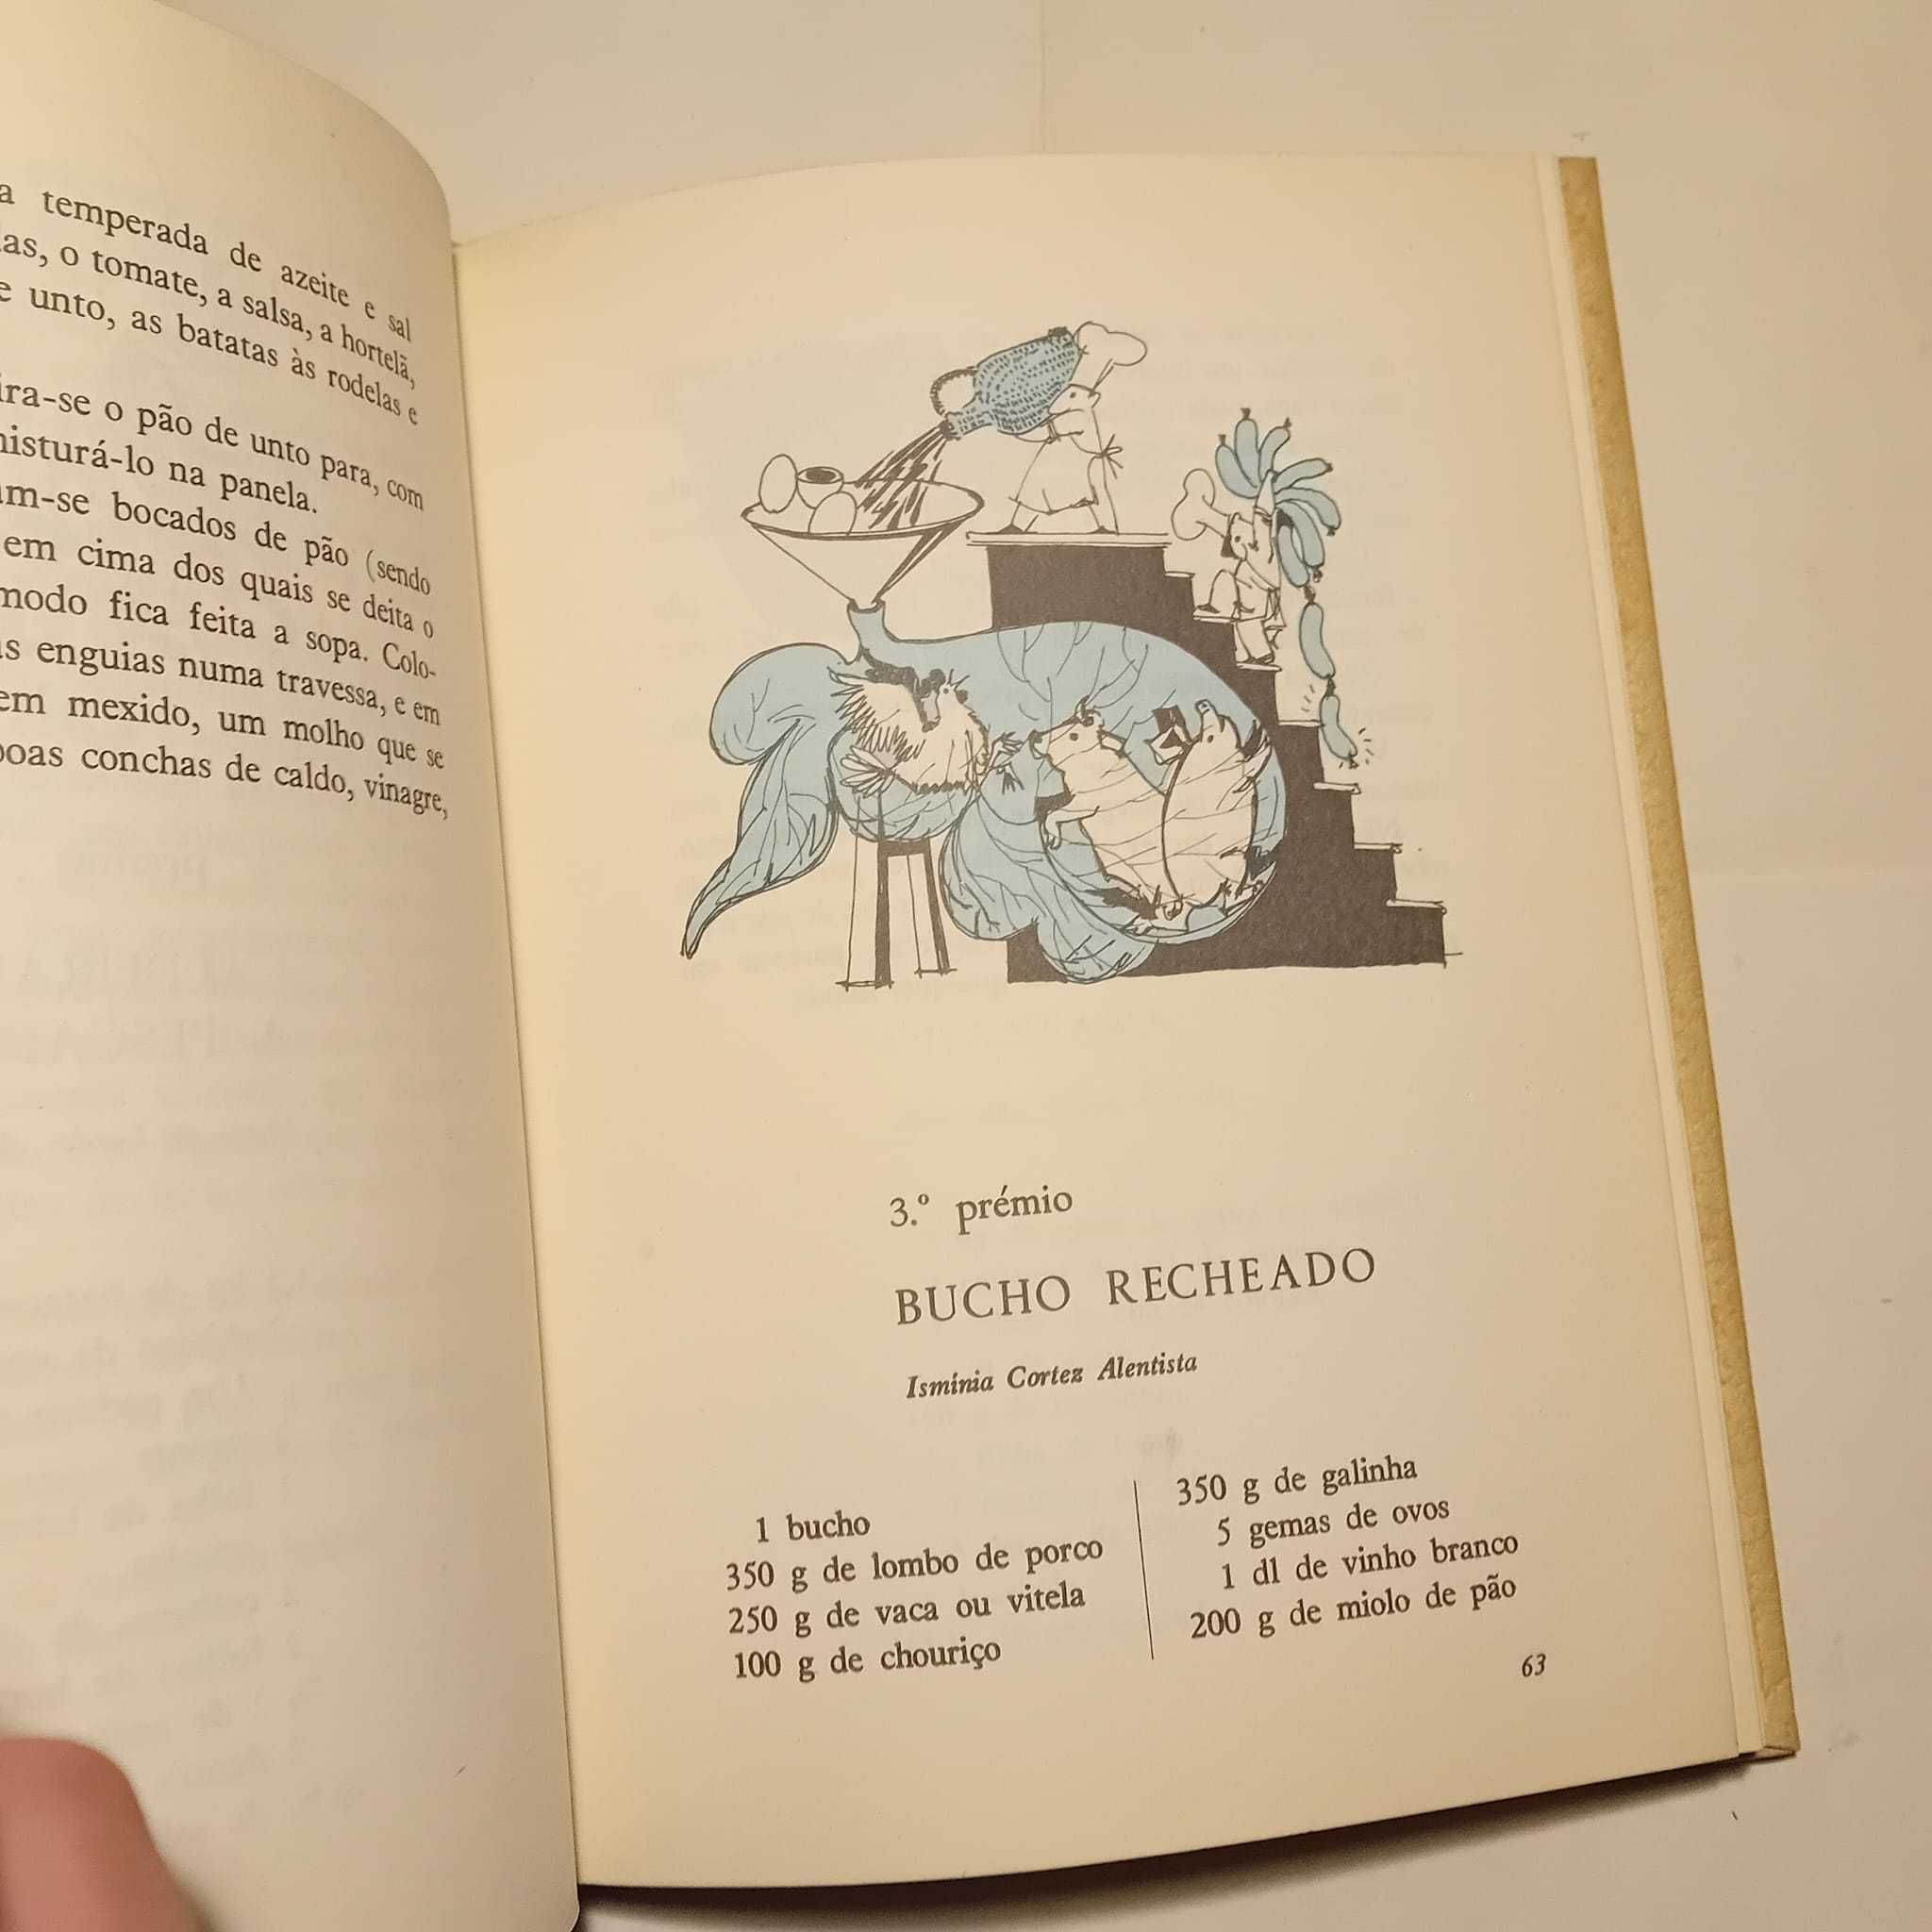 a temperada de azeite e sal
as, o tomate, a salsa, a hortelã,
e unto, as batatas às rodelas e
ira-se o pão de unto para, com
misturá-lo na panela.
m-se bocados de pão (sendo
em cima dos quais se deita o
modo fica feita a sopa. Colo-
s enguias numa travessa, e em
em mexido, um molho que se
boas conchas de caldo, vinagre,
3.º prémio
BUCHO RECHEADO
Ismínia Cortez Alentista
1 bucho
350 g de lombo de porco
250 g de vaca ou vitela
100 g de chouriço
350 g de galinha
5 gemas de ovos
1 dl de vinho branco
200 g de miolo de pão
63